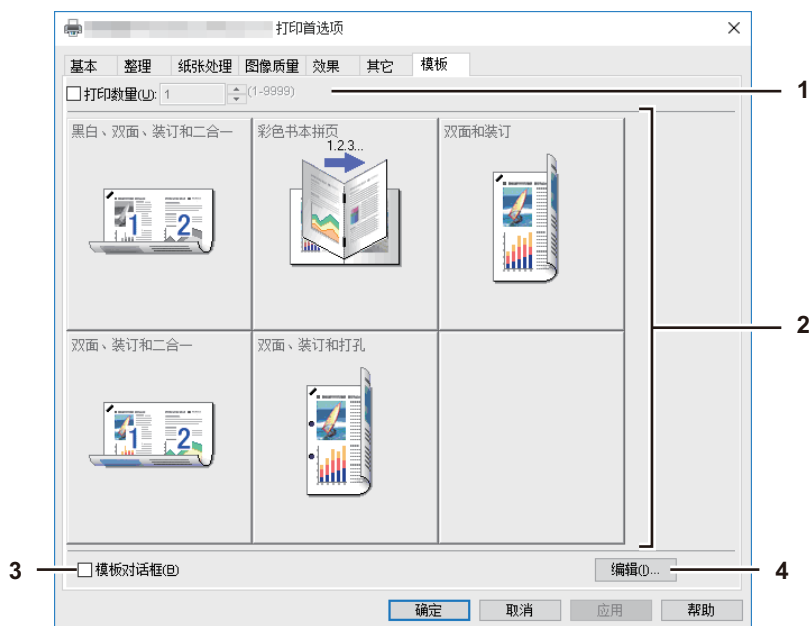 打印首选项
基本 整理 纸张处理 图像质量 效果 其它 模板
打印数量(U): 1 (1-9999)
1
黑白、双面、装订和二合一 彩色书本拼页 双面和装订
1.2.3...
1 2
2
双面、装订和二合一 双面、装订和打孔
1 2
3 模板对话框(B) 编辑(I)... 4
确定 取消 应用 帮助